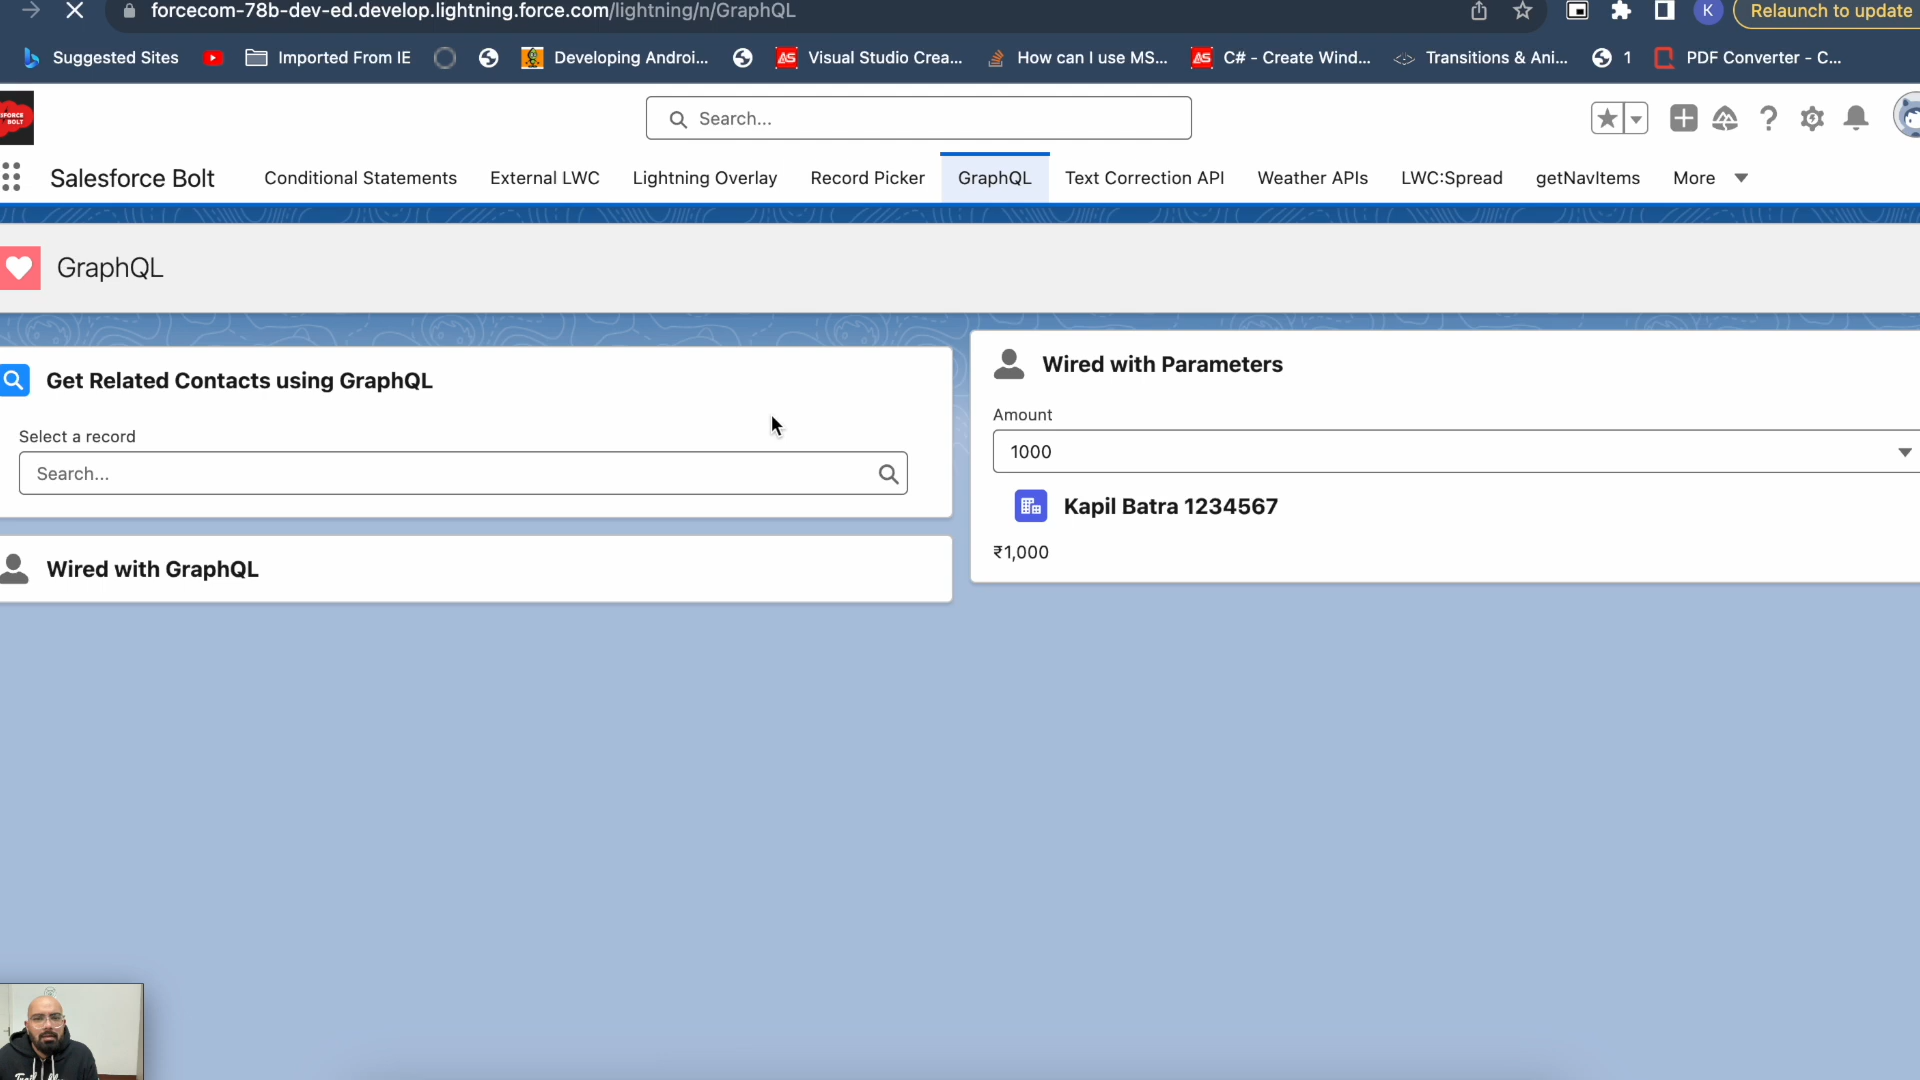 forcecom-78b-dev-ed.develop.lightning.force.com/lightning/n/GraphQL
K
Relaunch to update
Suggested Sites
Imported From IE
Developing Androi...
Visual Studio Crea...
How can I use MS...
C# - Create Wind...
Transitions & Ani...
1
PDF Converter - C...
Search...
Salesforce Bolt
Conditional Statements
External LWC
Lightning Overlay
Record Picker
GraphQL
Text Correction API
Weather APIs
LWC:Spread
getNavItems
More
GraphQL
Get Related Contacts using GraphQL
Select a record
Search...
Wired with GraphQL
Wired with Parameters
Amount
1000
Kapil Batra 1234567
₹1,000